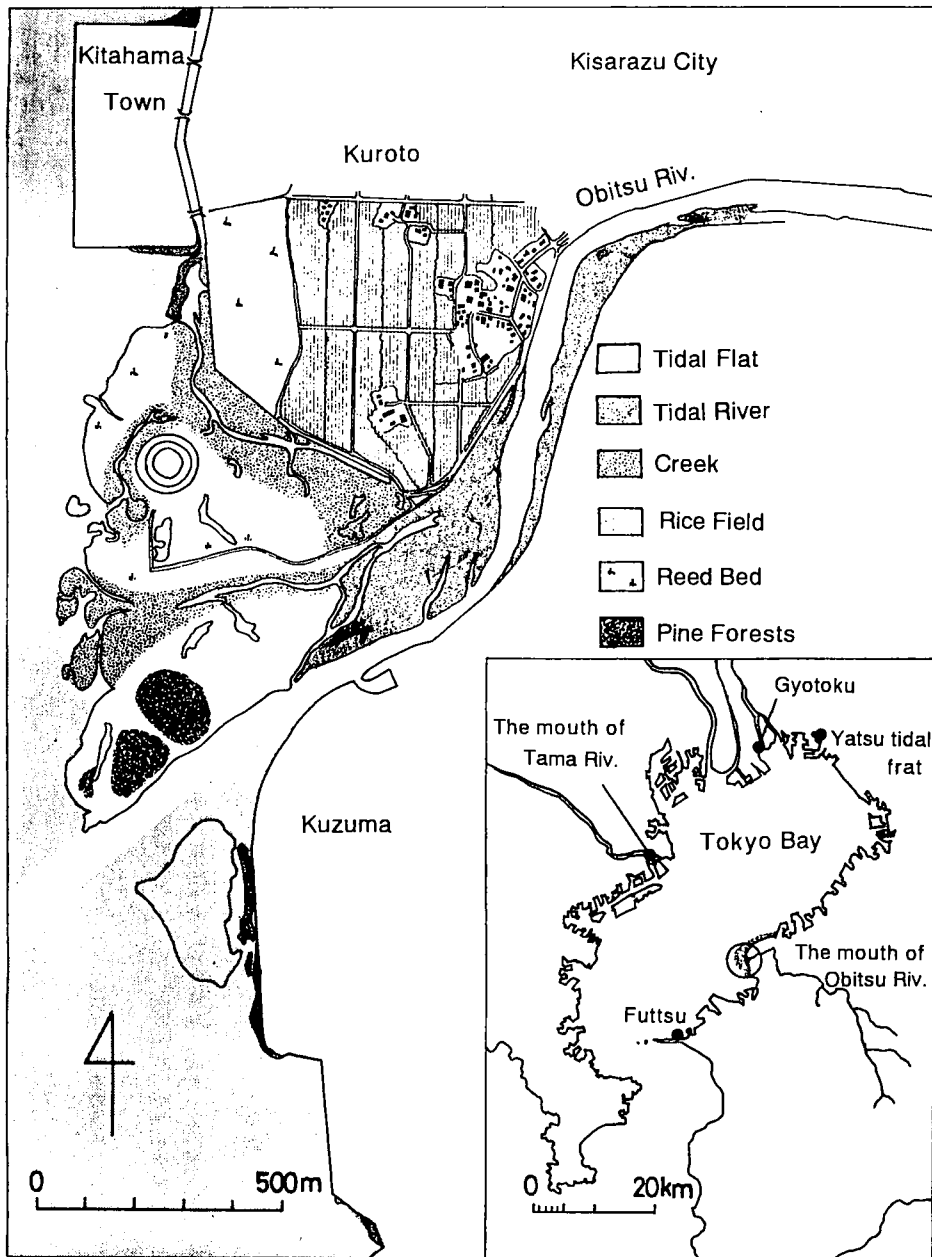 Kitahama
Town
Kisarazu City
Kuroto
Obitsu Riv.
Tidal Flat
Tidal River
Creek
Rice Field
Reed Bed
Pine Forests
Kuzuma
0 500m
Gyotoku
The mouth of
Tama Riv.
Yatsu tidal
frat
Tokyo Bay
The mouth of
Obitsu Riv.
Futtsu
0 20km